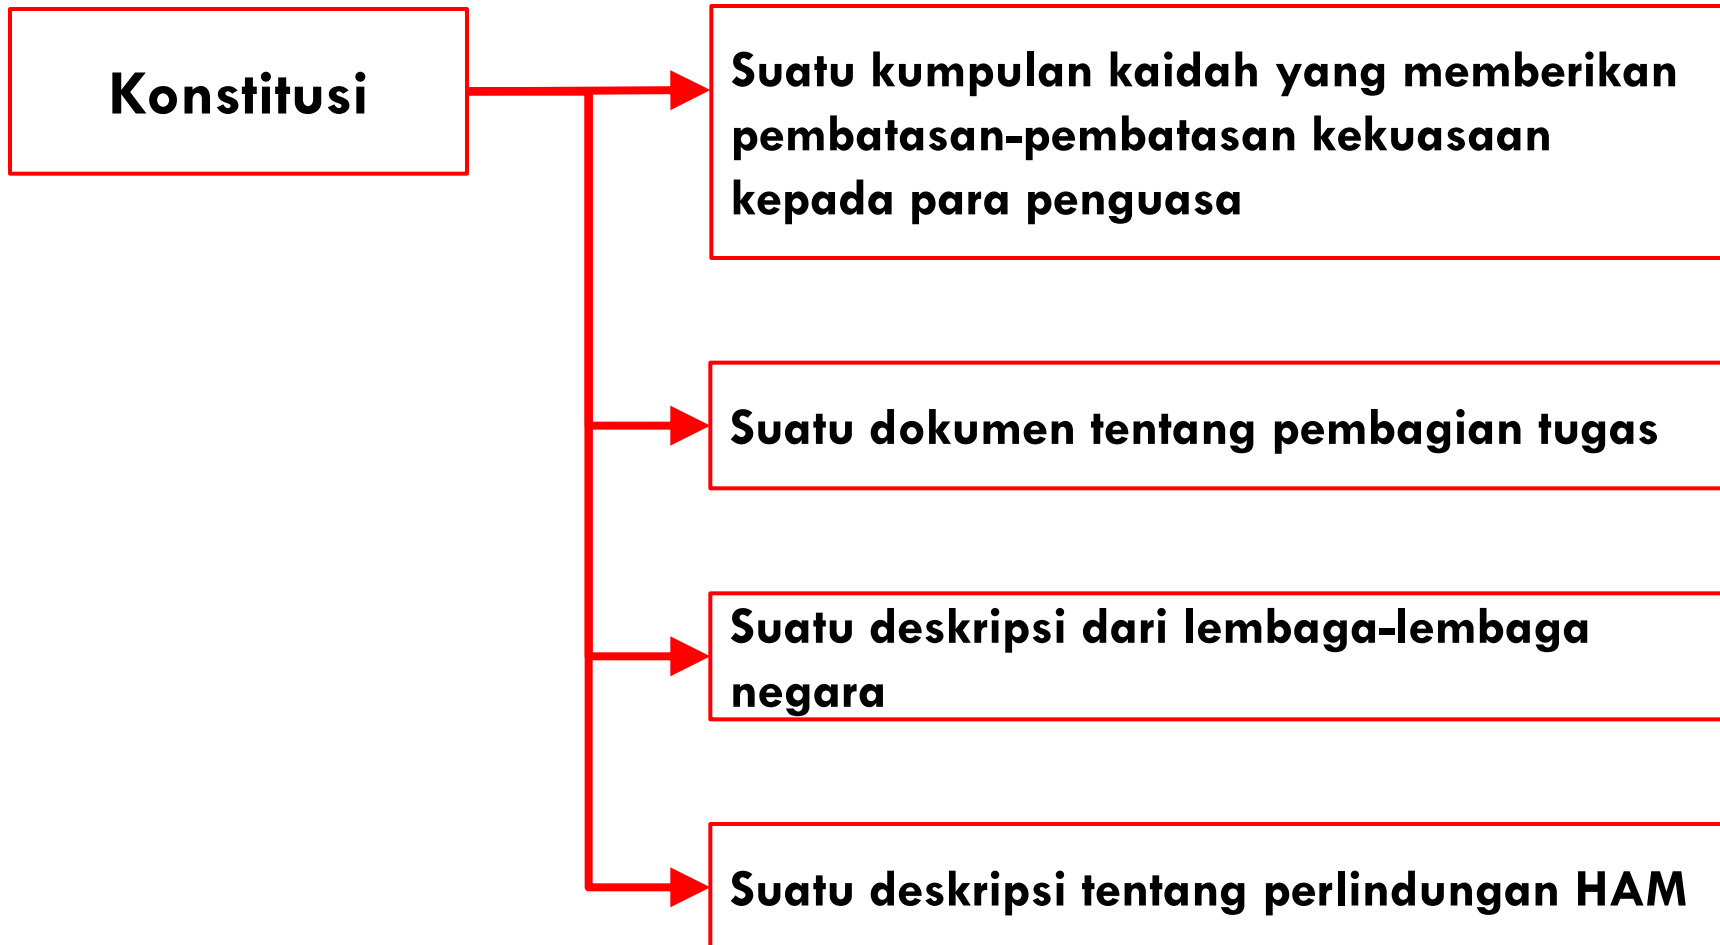 Konstitusi
Suatu kumpulan kaidah yang memberikan
pembatasan-pembatasan kekuasaan
kepada para penguasa
Suatu dokumen tentang pembagian tugas
Suatu deskripsi dari lembaga-lembaga
negara
Suatu deskripsi tentang perlindungan HAM